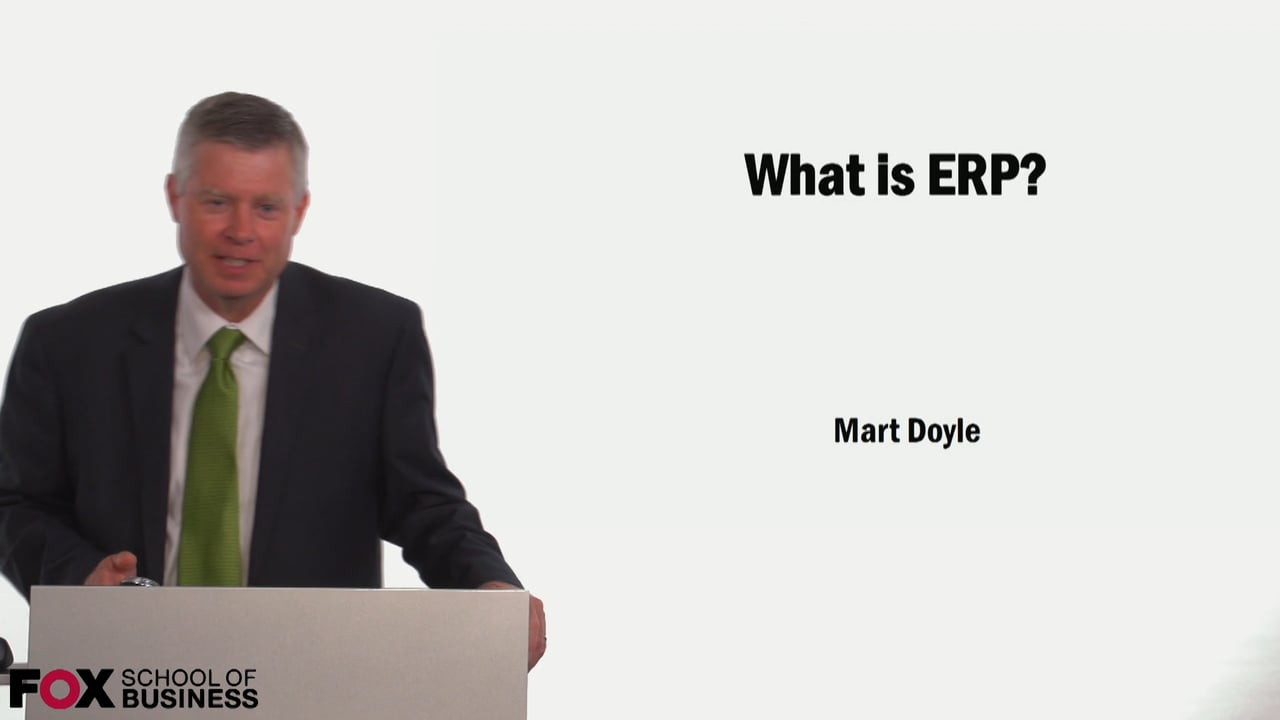 What is ERP?
Mart Doyle
FOX SCHOOL OF
BUSINESS